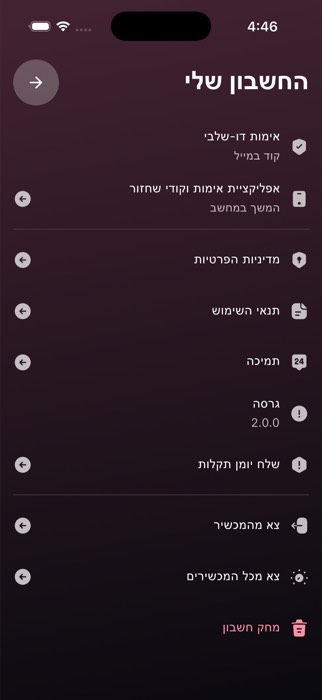 4:46
החשבון שלי
אימות דו-שלבי
קוד במייל
אפליקציית אימות וקודי שחזור
המשך במחשב
מדיניות הפרטיות
תנאי השימוש
24
תמיכה
גרסה
2.0.0
שלח יומן תקלות
צא מהמכשיר
צא מכל המכשירים
מחק חשבון